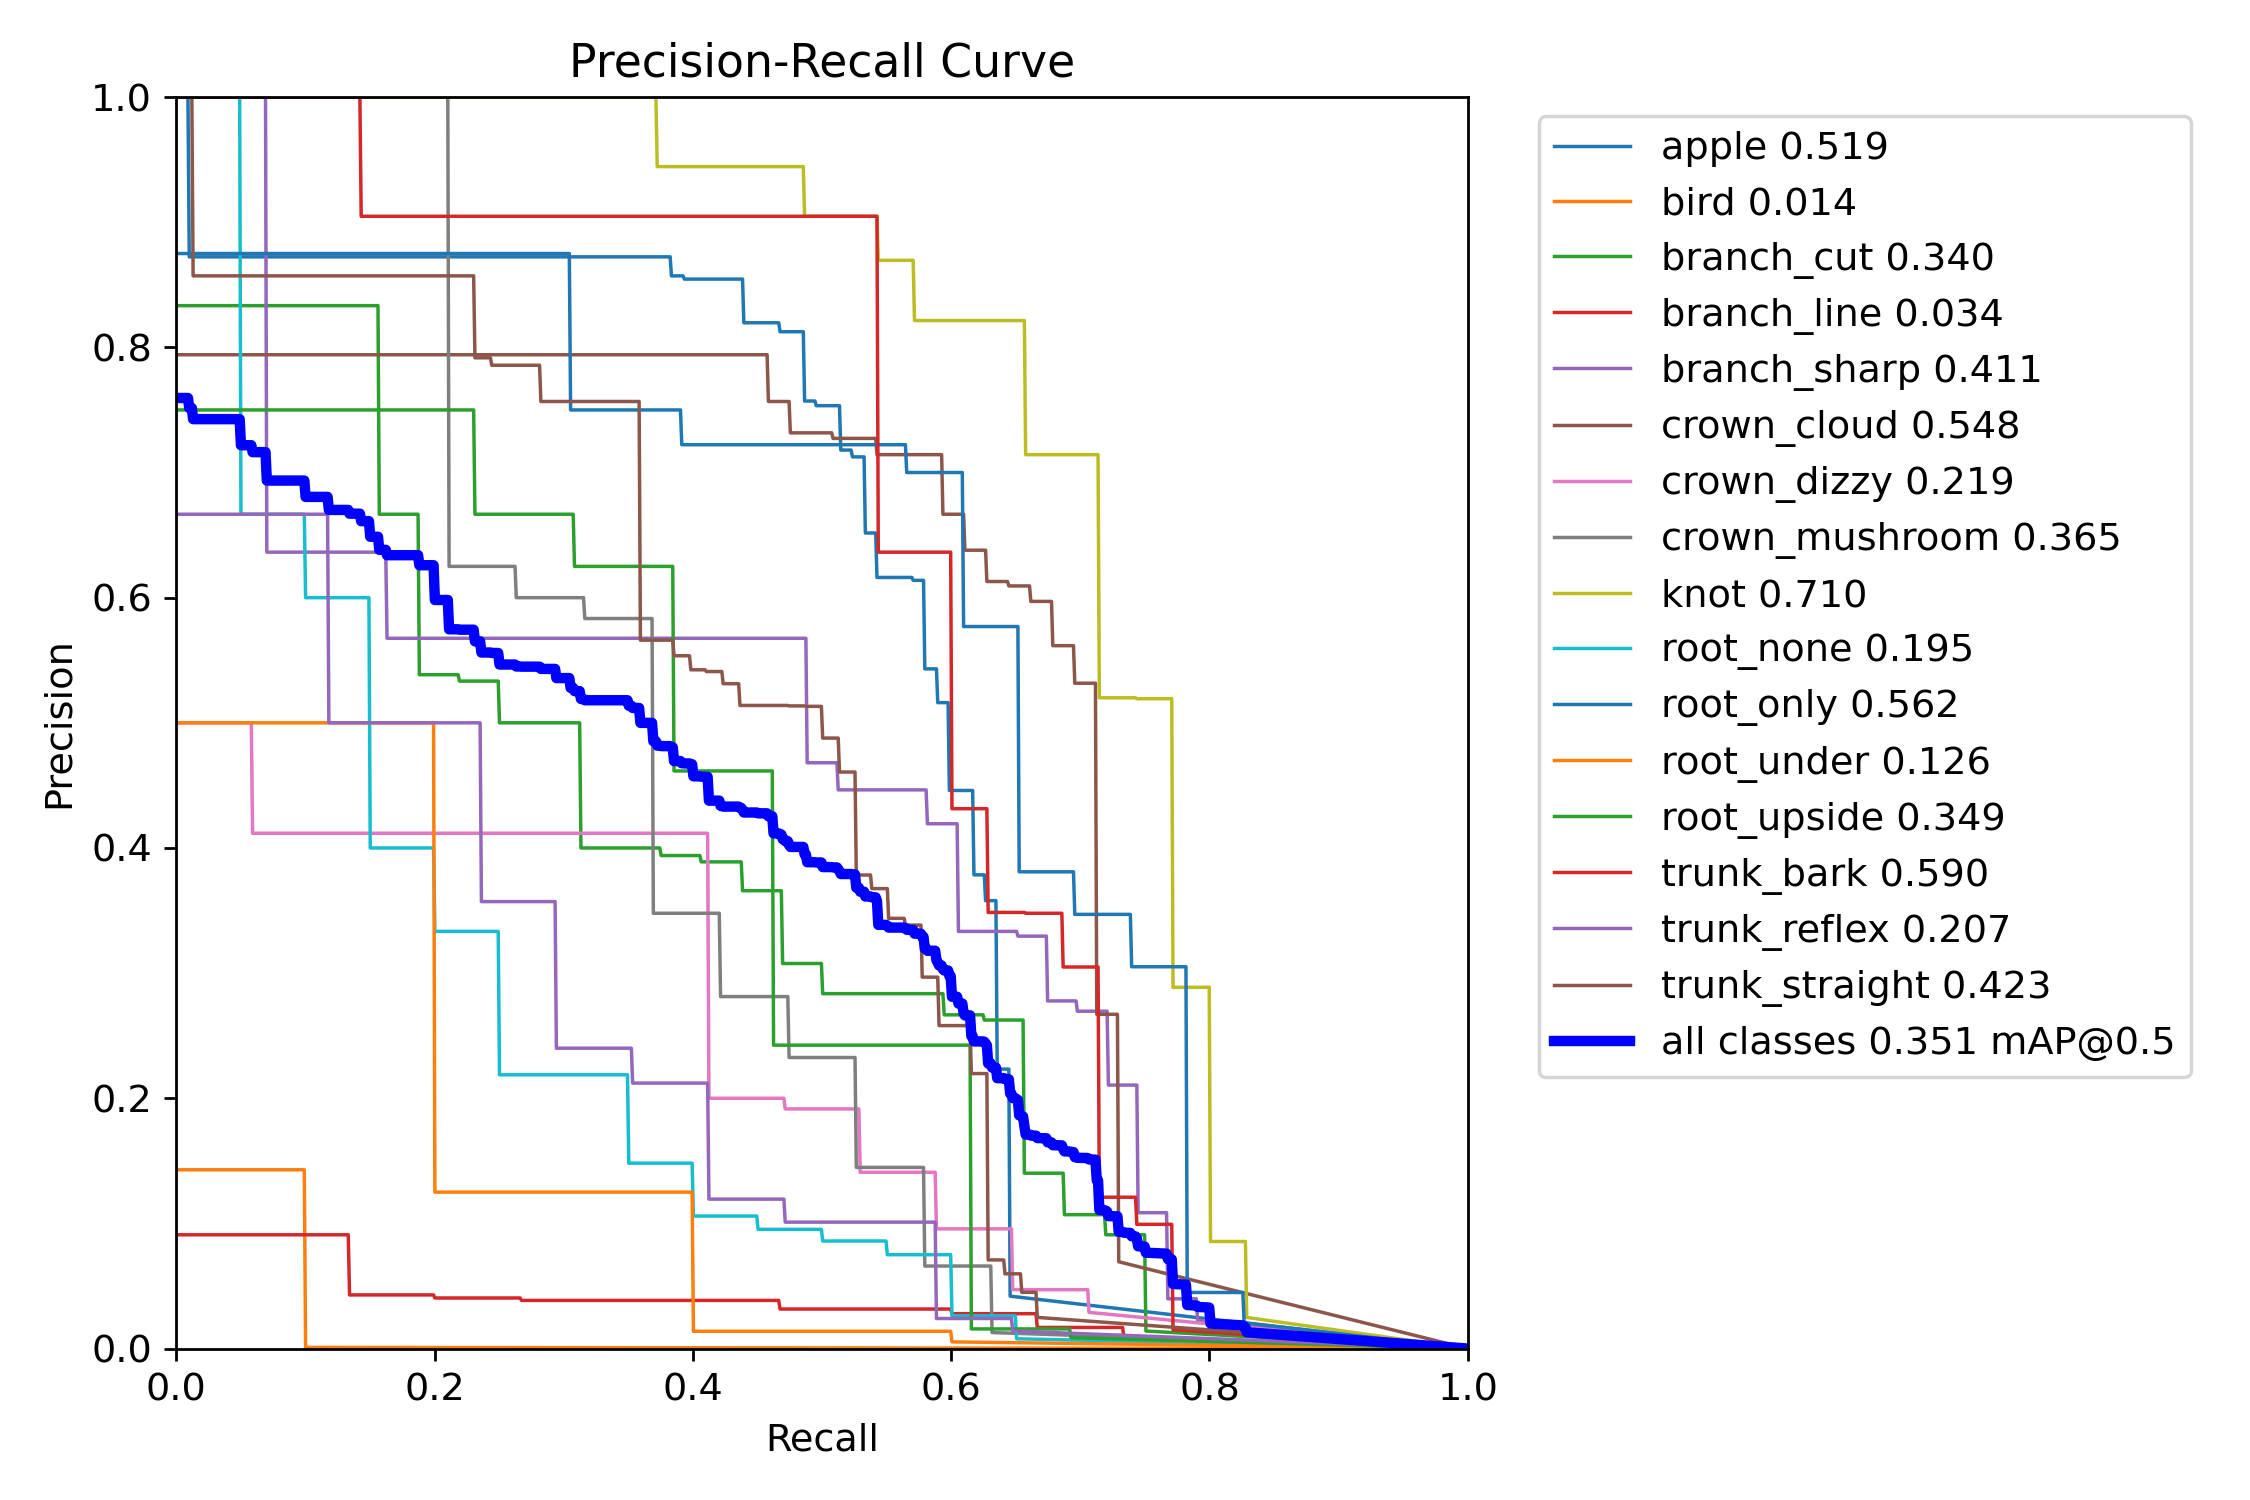 Precision-Recall Curve
1.0
0.8
0.6
0.4
0.2
0.0
Precision
0.0 0.2 0.4 0.6 0.8 1.0
Recall
apple 0.519
bird 0.014
branch_cut 0.340
branch_line 0.034
branch_sharp 0.411
crown_cloud 0.548
crown_dizzy 0.219
crown_mushroom 0.365
knot 0.710
root_none 0.195
root_only 0.562
root_under 0.126
root_upside 0.349
trunk_bark 0.590
trunk_reflex 0.207
trunk_straight 0.423
all classes 0.351 mAP@0.5